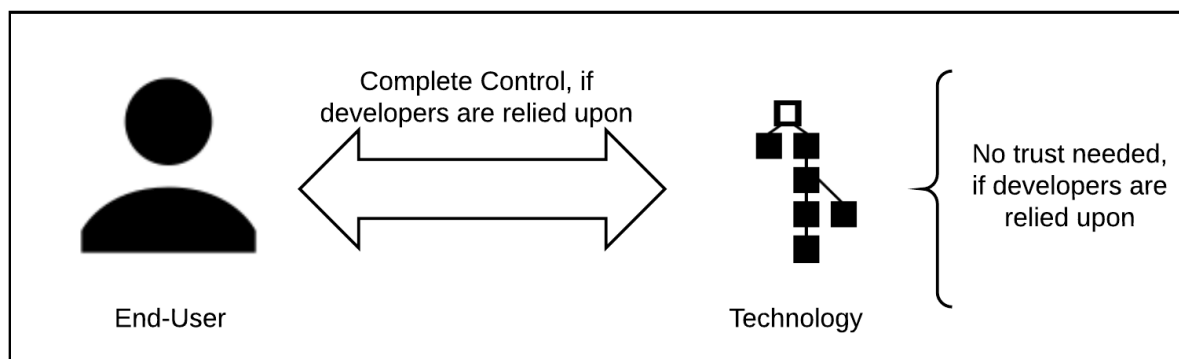 Complete Control, if
developers are relied upon
No trust needed,
if developers are
relied upon
End-User
Technology